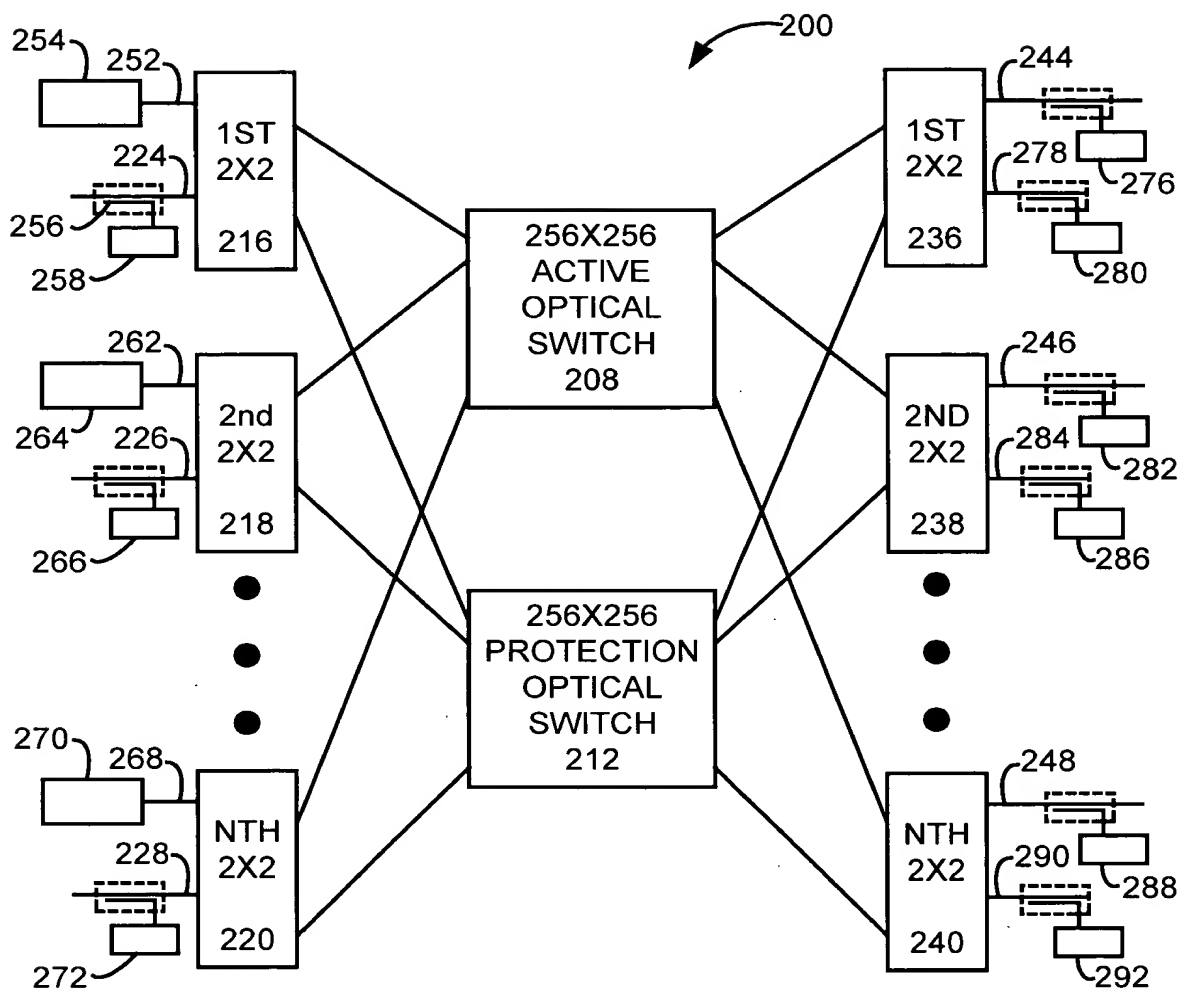 200
254
252
224
256
258
1ST
2X2
216
1ST
2X2
236
244
278
276
280
256X256
ACTIVE
OPTICAL
SWITCH
208
262
264
226
266
2nd
2X2
218
2ND
2X2
238
246
284
282
286
256X256
PROTECTION
OPTICAL
SWITCH
212
270
268
228
272
NTH
2X2
220
NTH
2X2
240
248
290
288
292